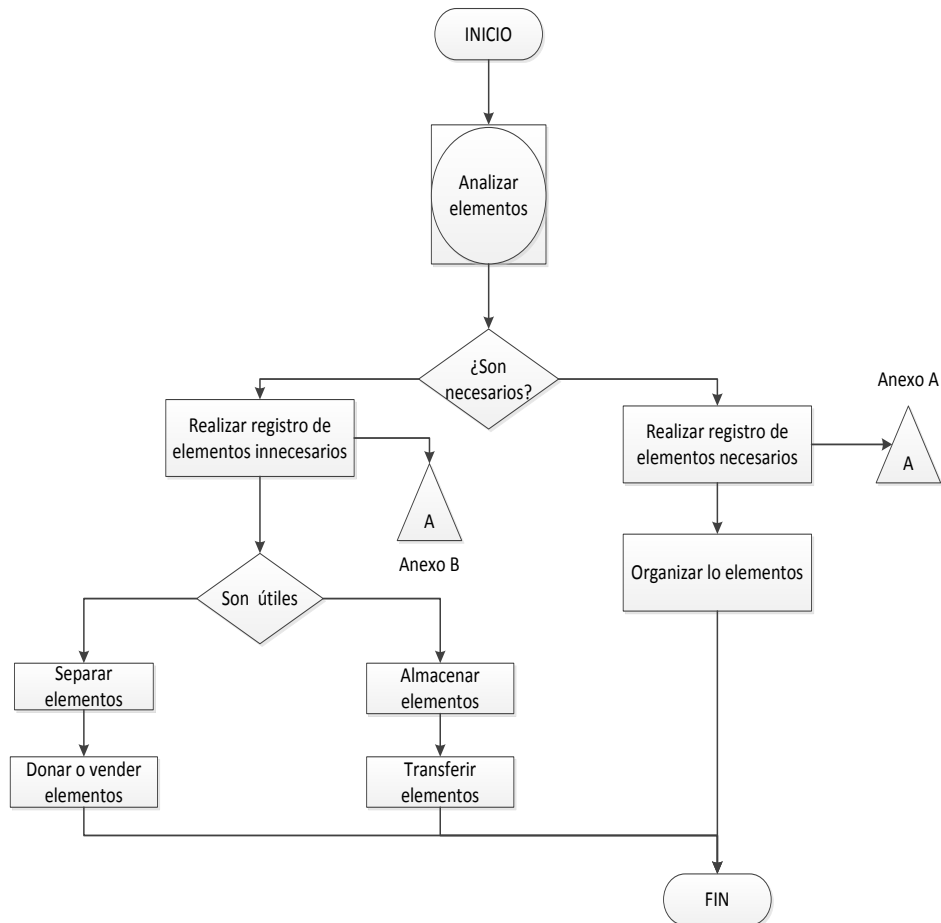 INICIO
Analizar
elementos
¿Son
necesarios?
Anexo A
Realizar registro de
elementos innecesarios
Realizar registro de
elementos necesarios
A
A
Anexo B
Organizar lo elementos
Son útiles
Separar
elementos
Almacenar
elementos
Donar o vender
elementos
Transferir
elementos
FIN